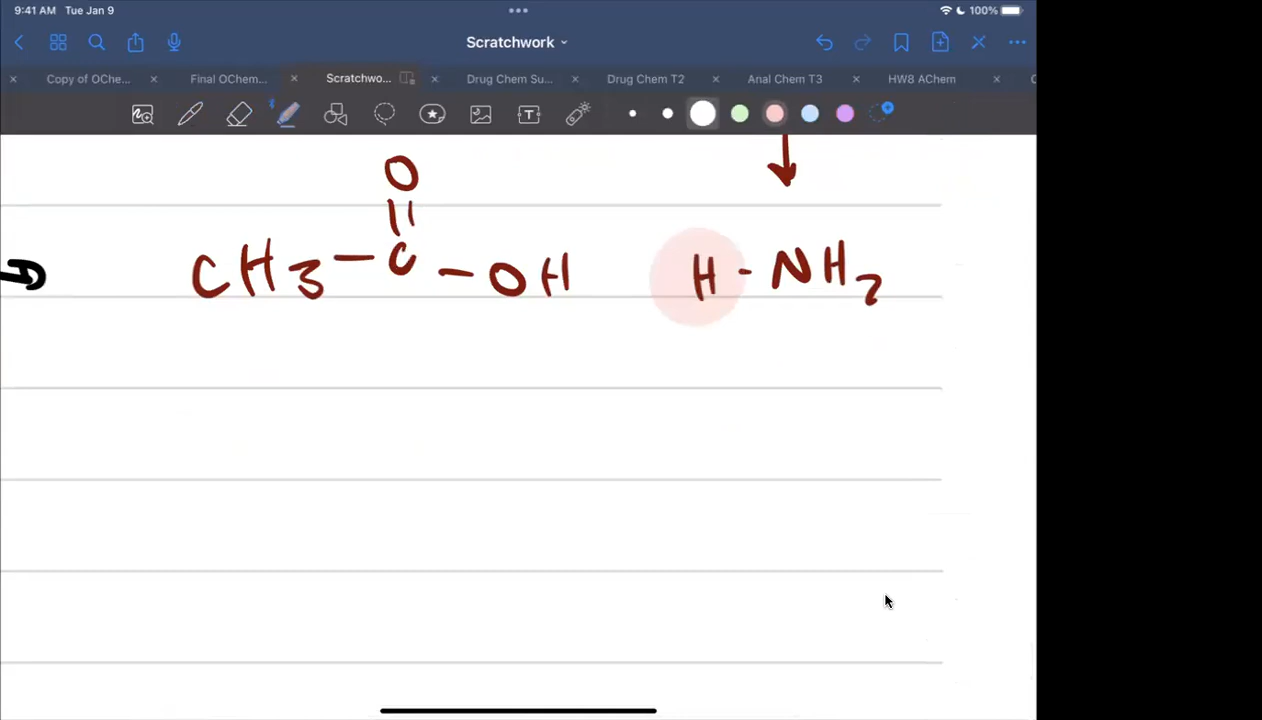 9:41 AM Tue Jan 9
100%
Scratchwork
Copy of OChe...
Final OChem...
Scratchwo...
Drug Chem Su...
Drug Chem T2
Anal Chem T3
HW8 AChem
T
O
CH3-C-OH H-NH2